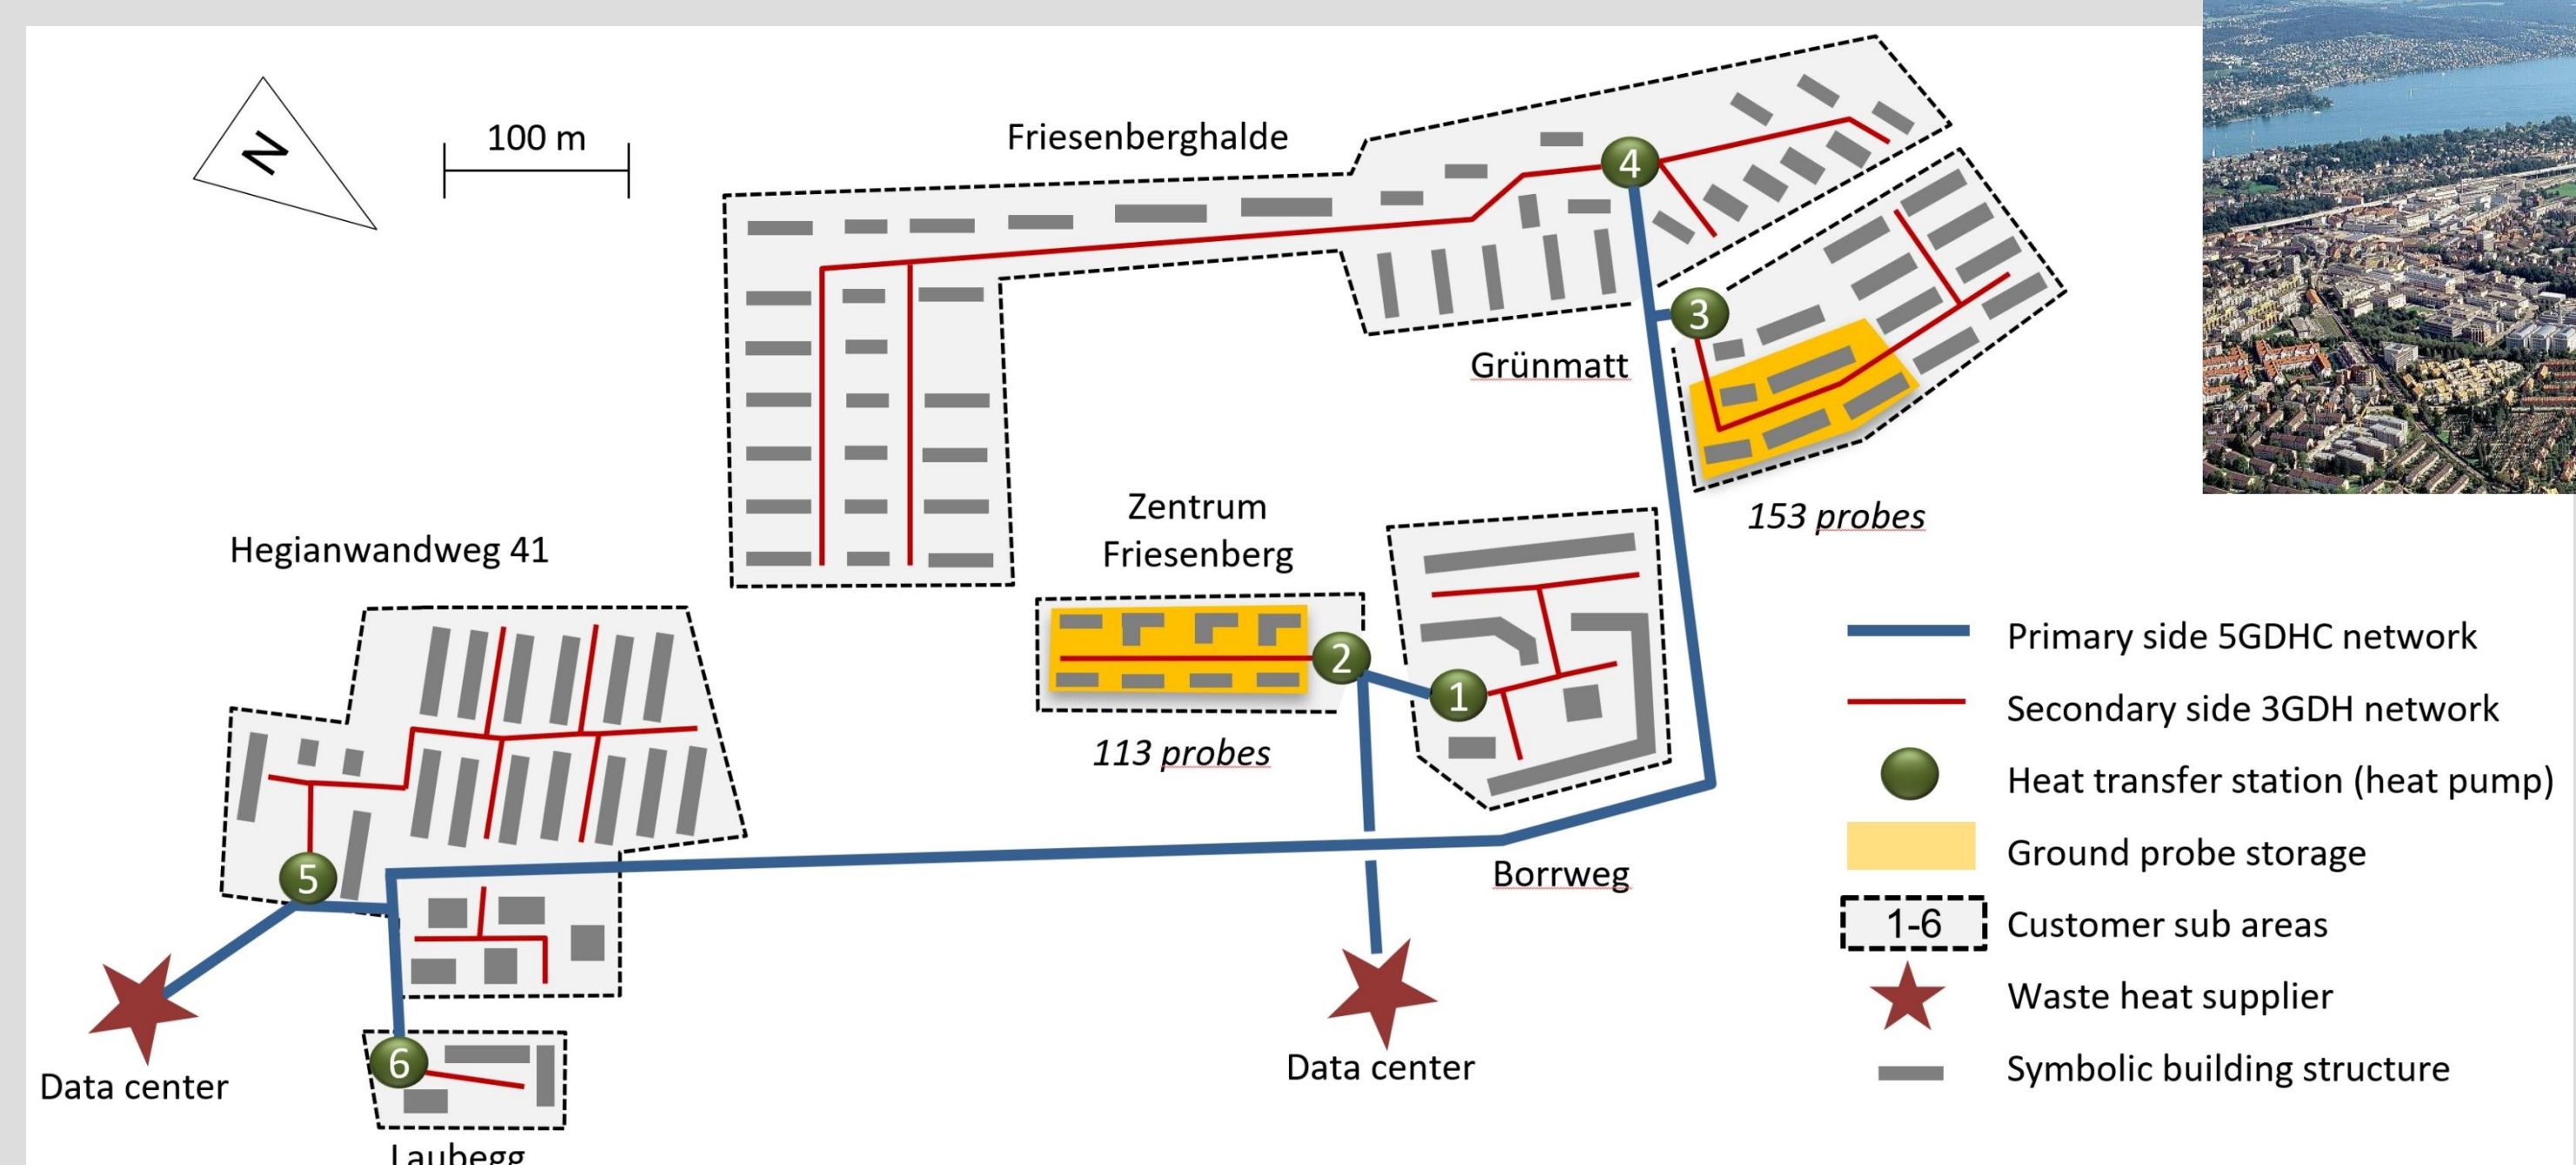 N
100 m
Friesenberghalde
4
3
Grünmatt
153 probes
Zentrum
Friesenberg
2
1
113 probes
Hegianwandweg 41
5
Borrweg
6
Data center
Data center
Laubegg
Primary side 5GDHC network
Secondary side 3GDH network
Heat transfer station (heat pump)
Ground probe storage
1-6 Customer sub areas
Waste heat supplier
Symbolic building structure